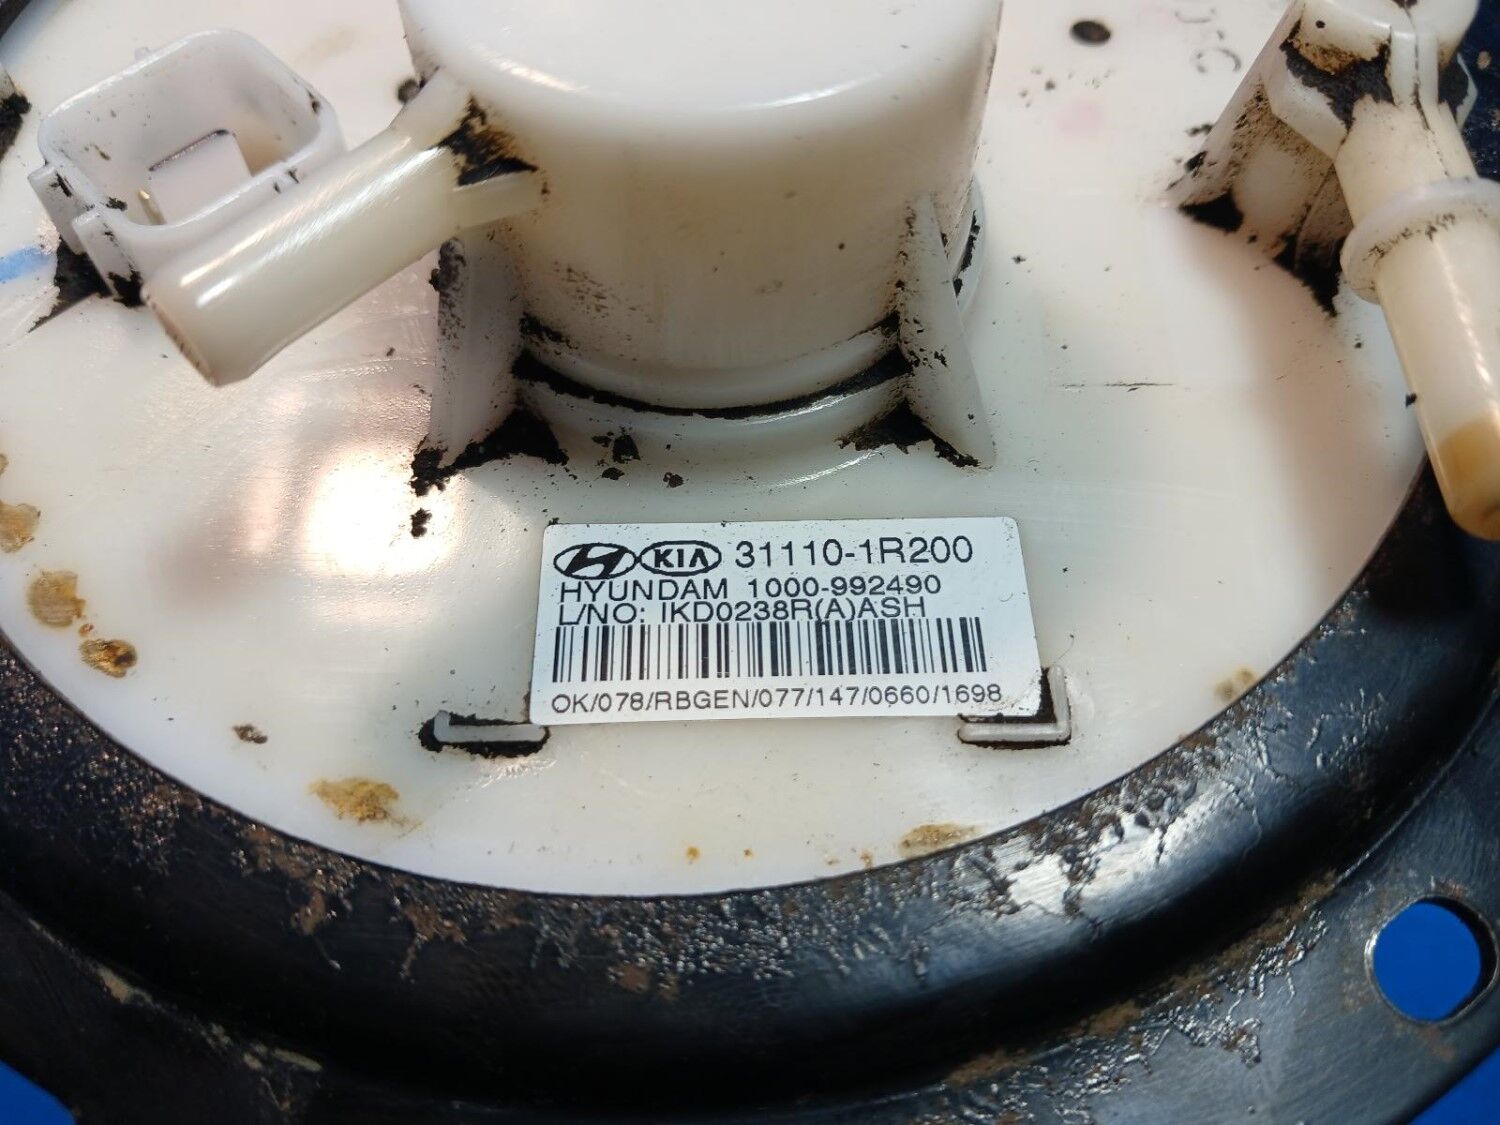 KIA 31110-1R200
HYUNDAM 1000-992490
L/NO: IKD0238R(A)ASH
OK/078/RBGEN/077/147/0660/1698